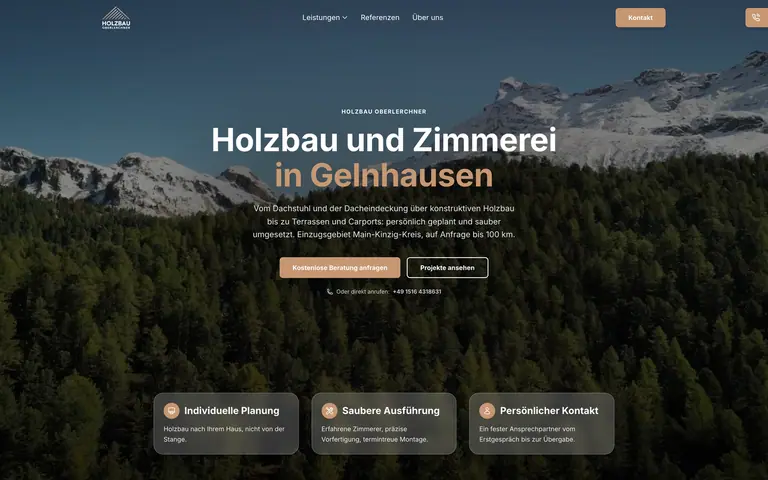 HOLZBAU
OBERLERCHNER
Leistungen
Referenzen
Über uns
Kontakt
HOLZBAU OBERLERCHNER
Holzbau und Zimmerei
in Gelnhausen
Vom Dachstuhl und der Dacheindeckung über konstruktiven Holzbau
bis zu Terrassen und Carports: persönlich geplant und sauber
umgesetzt. Einzugsgebiet Main-Kinzig-Kreis, auf Anfrage bis 100 km.
Kostenlose Beratung anfragen
Projekte ansehen
Oder direkt anrufen: +49 1516 4318631
Individuelle Planung
Holzbau nach Ihrem Haus, nicht von der
Stange.
Saubere Ausführung
Erfahrene Zimmerer, präzise
Vorfertigung, termintreue Montage.
Persönlicher Kontakt
Ein fester Ansprechpartner vom
Erstgespräch bis zur Übergabe.